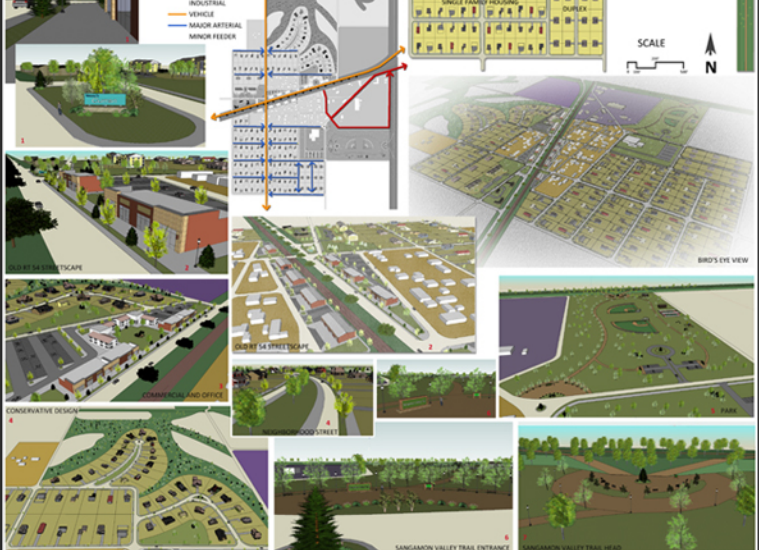 INDUSTRIAL
VEHICLE
MAJOR ARTERIAL
MINOR FEEDER
SINGLE FAMILY HOUSING
DUPLEX
SCALE
N
1
BIRD'S EYE VIEW
OLD RT 54 STREETSCAPE
2
OLD RT 54 STREETSCAPE
2
COMMERCIAL AND OFFICE
3
NEIGHBORHOOD STREET
4
5 PARK
CONSERVATIVE DESIGN
4
SANGAMON VALLEY TRAIL ENTRANCE
6
SANGAMON VALLEY TRAIL HEAD